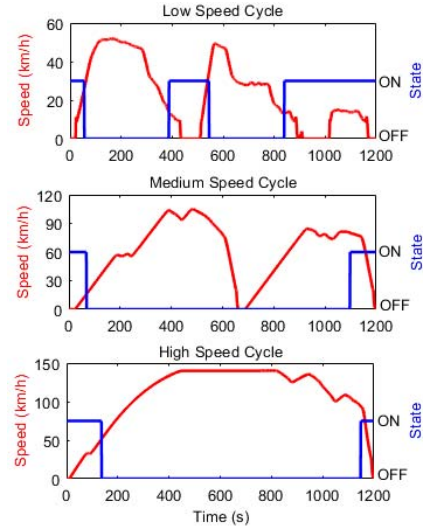 Low Speed Cycle
60
40
20
0
Speed (km/h)
ON
OFF
State
0 200 400 600 800 1000 1200
Medium Speed Cycle
120
90
60
30
0
Speed (km/h)
ON
OFF
State
0 200 400 600 800 1000 1200
High Speed Cycle
150
100
50
0
Speed (km/h)
ON
OFF
State
0 200 400 600 800 1000 1200
Time (s)